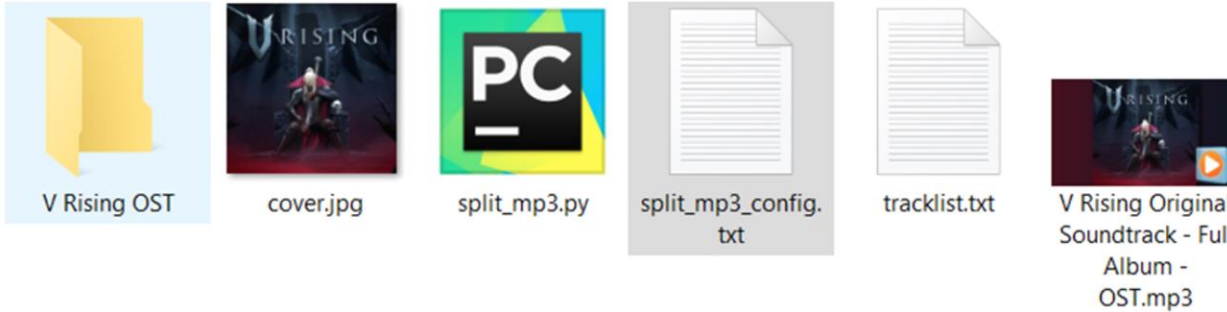 V RISING
PC
V RISING
V Rising OST
cover.jpg
split_mp3.py
split_mp3_config.
txt
tracklist.txt
V Rising Origina
Soundtrack - Ful
Album -
OST.mp3